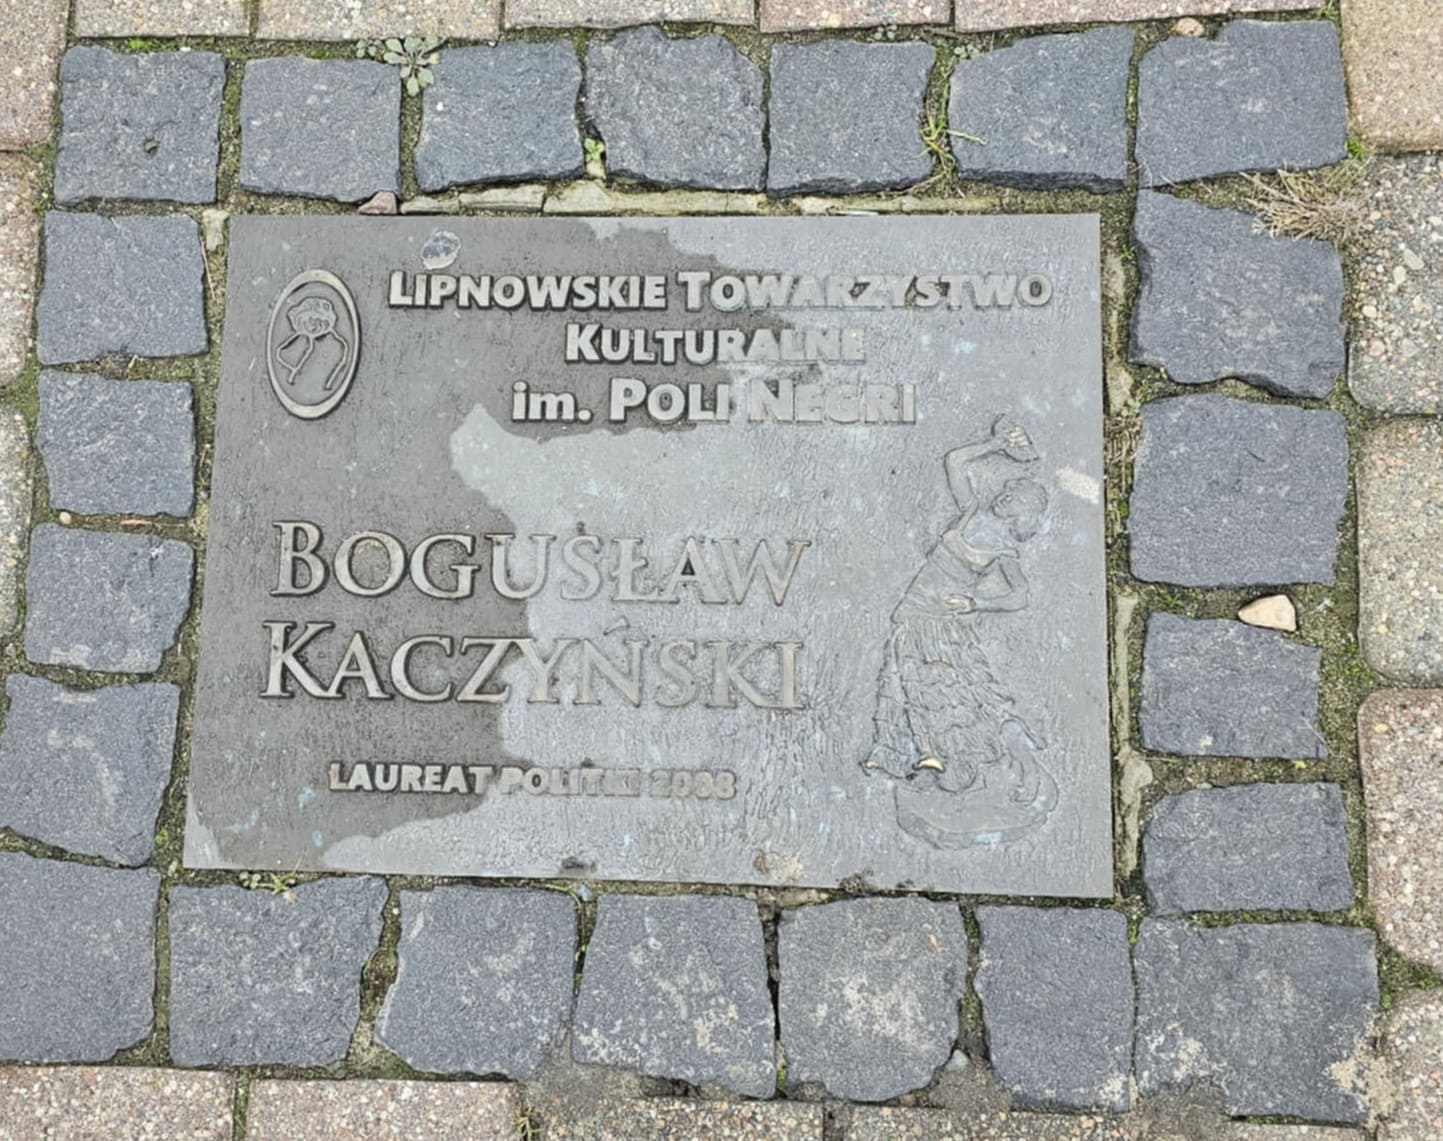 LIPNOWSKIE TOWARZYSTWO
KULTURALNE
im. POLI NEGRI
BOGUSŁAW
KACZYŃSKI
LAUREAT POLITKI 2008